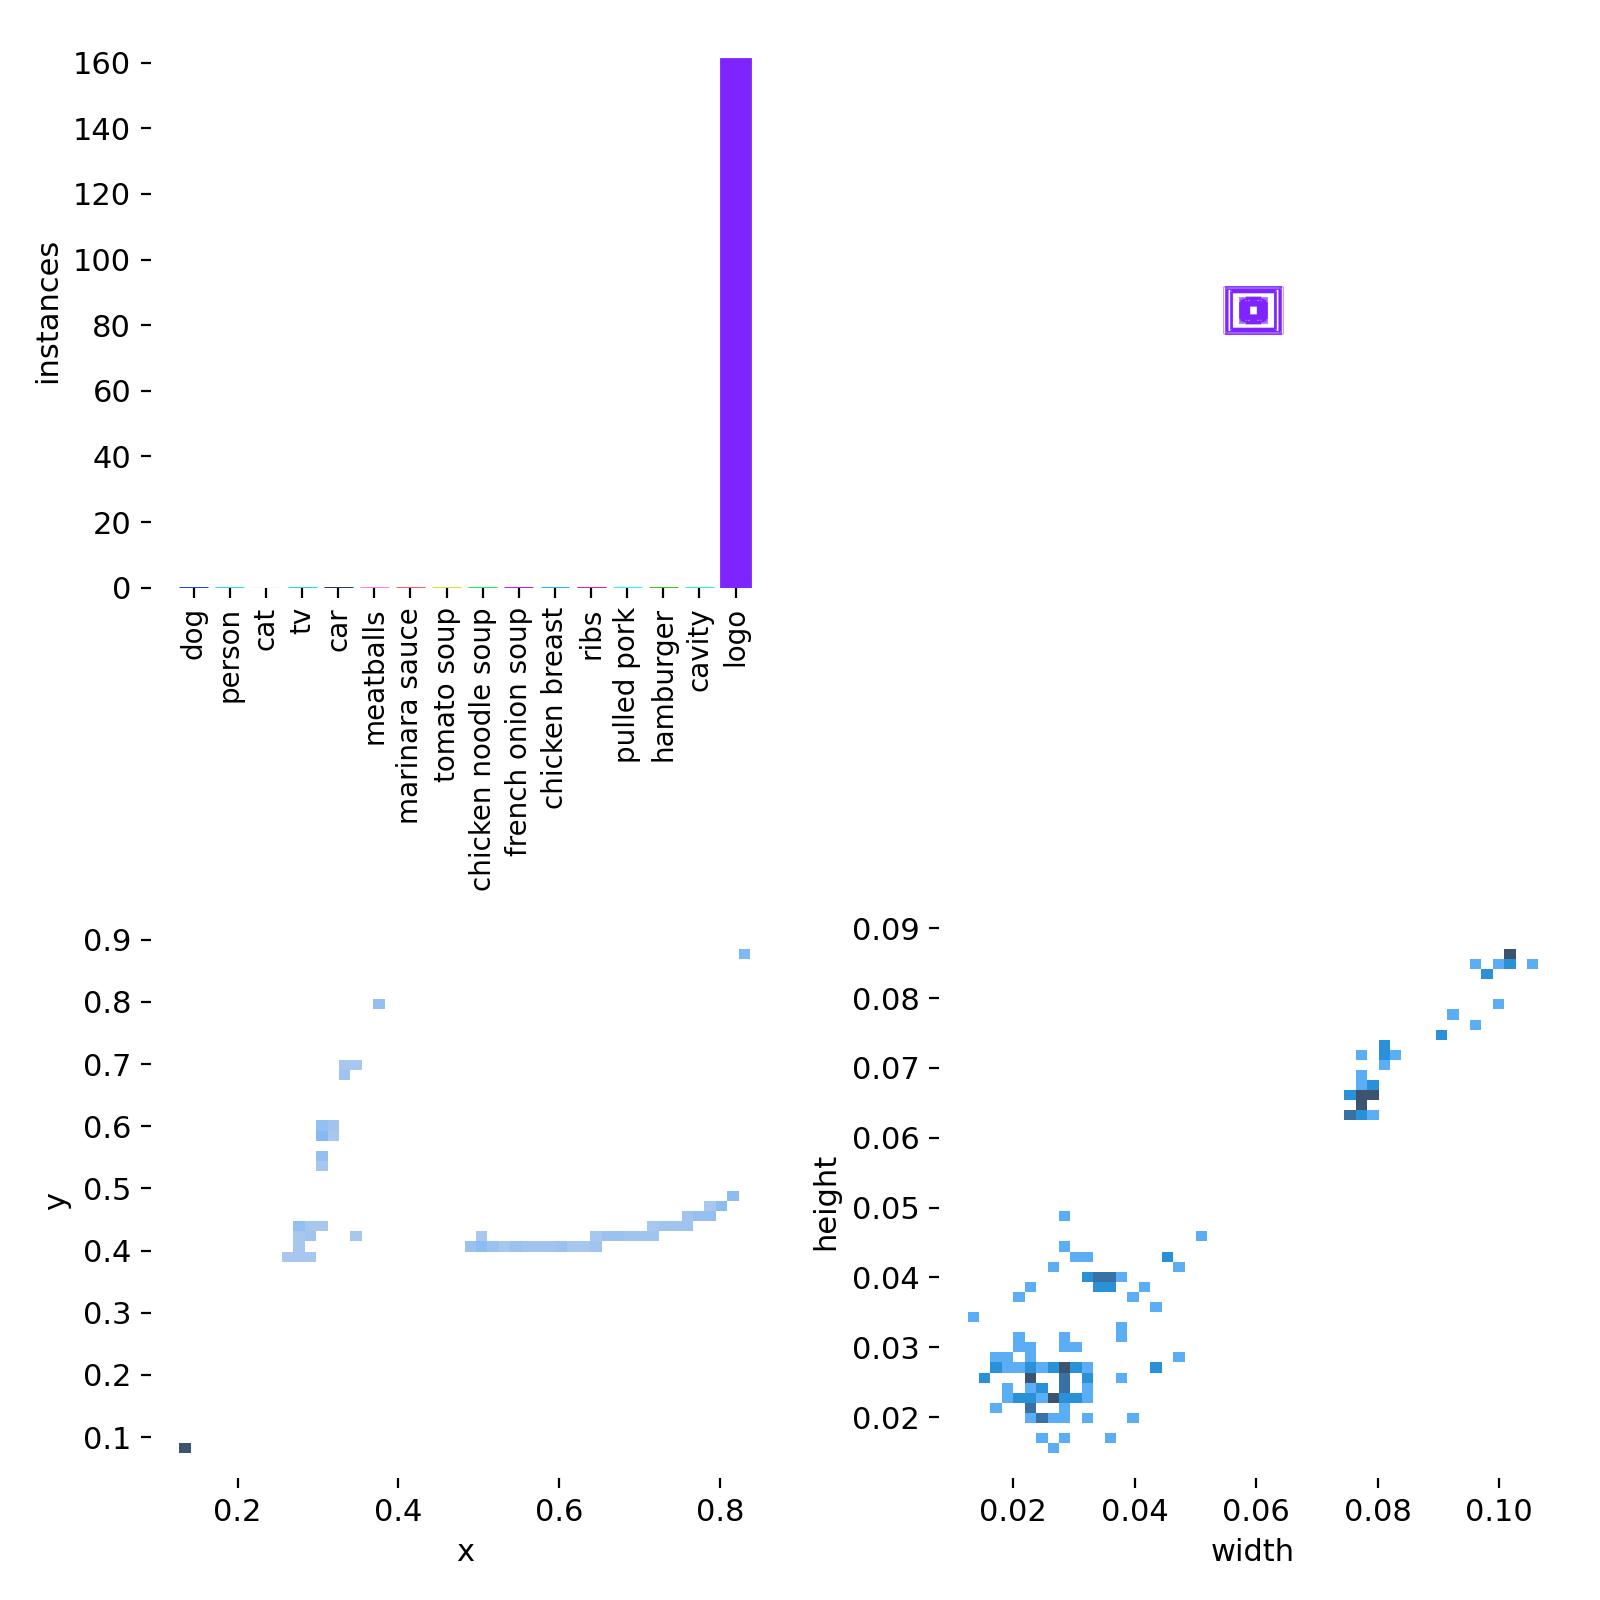 160
140
120
100
80
60
40
20
0
instances
dog
person
cat
tv
car
meatballs
marinara sauce
tomato soup
chicken noodle soup
french onion soup
chicken breast
ribs
pulled pork
hamburger
cavity
logo
0.9
0.8
0.7
0.6
0.5
0.4
0.3
0.2
0.1
y
0.2 0.4 0.6 0.8
x
0.09
0.08
0.07
0.06
0.05
0.04
0.03
0.02
height
0.02 0.04 0.06 0.08 0.10
width